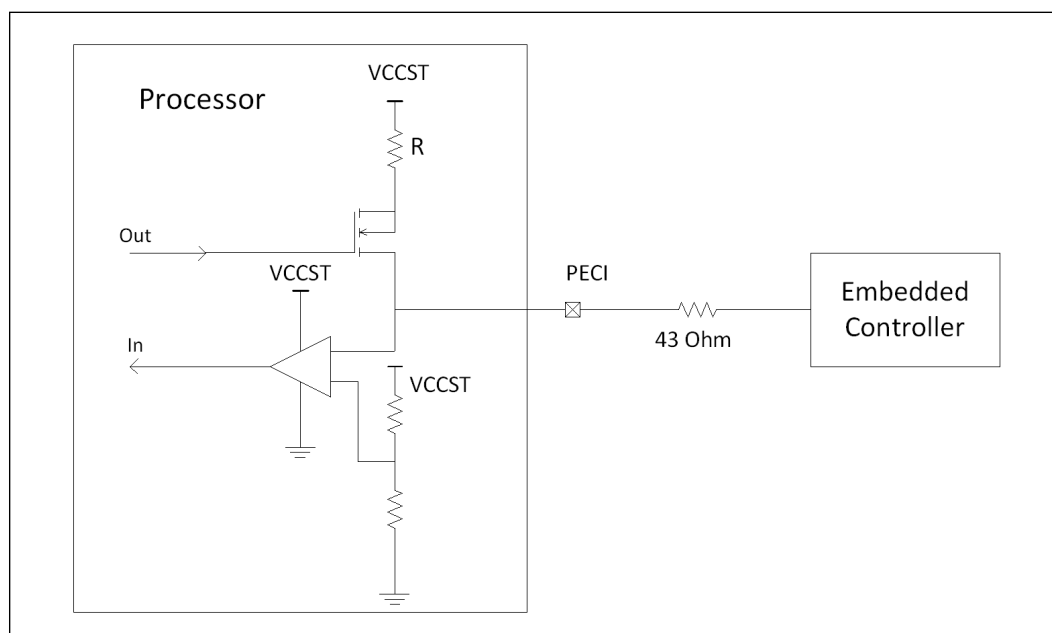 VCCST
Processor
R
Out
VCCST
PECI
Embedded
Controller
43 Ohm
In
VCCST